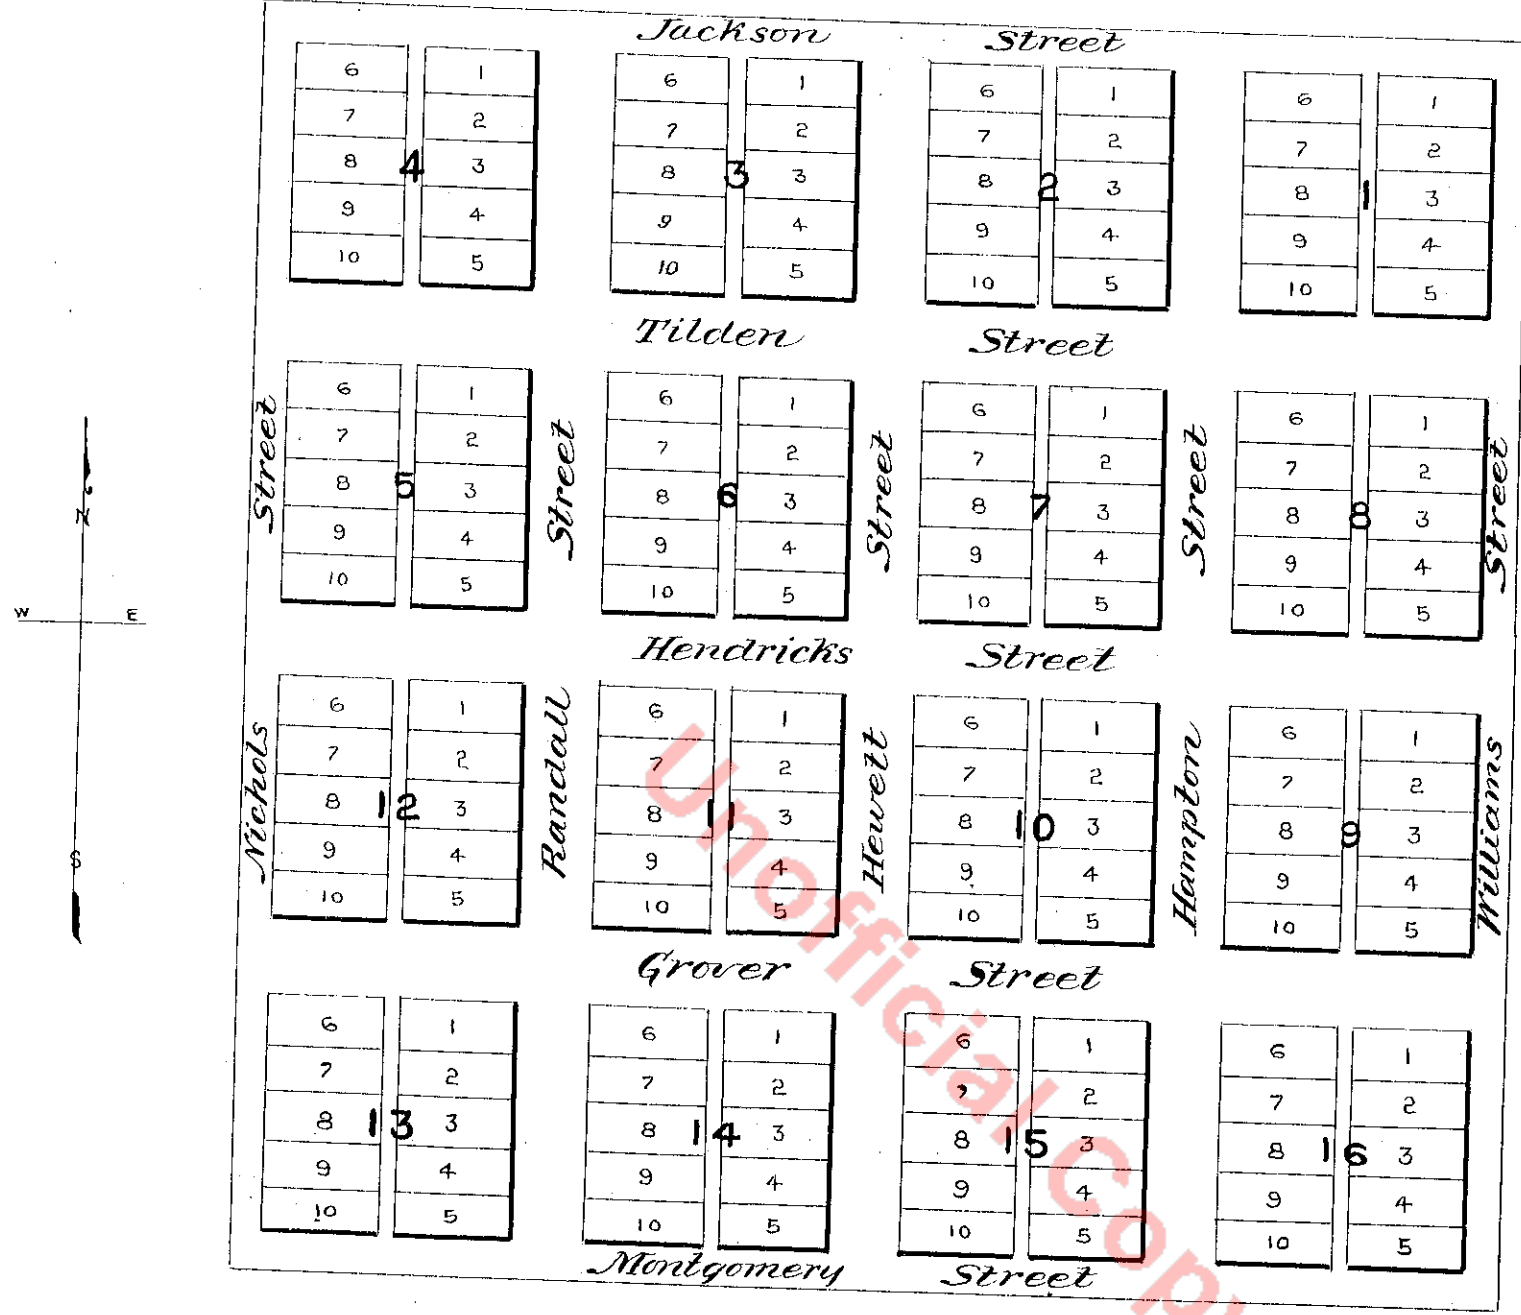 Jackson Street
6 1 6 1 6 1 6 1
7 2 7 2 7 2 7 2
8 4 3 8 3 3 8 2 3 8 1 3
9 4 9 4 9 4 9 4
10 5 10 5 10 5 10 5
Tilden Street
6 1 6 1 6 1 6 1
7 2 7 2 7 2 7 2
8 5 3 8 6 3 8 7 3 8 8 3
9 4 9 4 9 4 9 4
10 5 10 5 10 5 10 5
Nichols Street
Randall Street
Hewett Street
Hampton Street
Williams Street
N
W E
S
Hendricks Street
6 1 6 1 6 1 6 1
7 2 7 2 7 2 7 2
8 12 3 8 11 3 8 10 3 8 9 3
9 4 9 4 9 4 9 4
10 5 10 5 10 5 10 5
Grover Street
6 1 6 1 6 1 6 1
7 2 7 2 7 2 7 2
8 13 3 8 14 3 8 15 3 8 16 3
9 4 9 4 9 4 9 4
10 5 10 5 10 5 10 5
Montgomery Street
Unofficial Copy